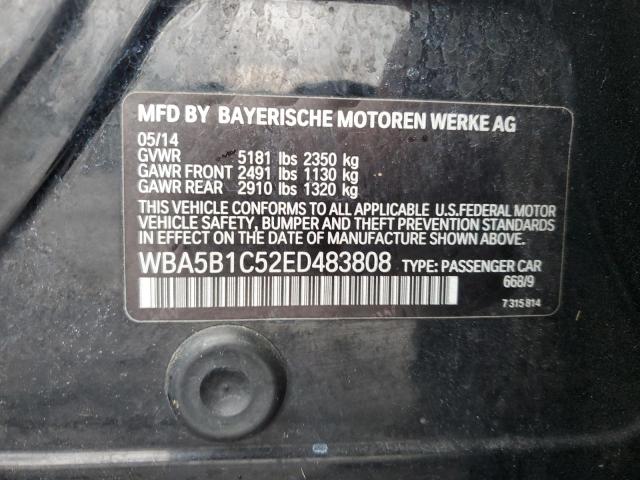 MFD BY BAYERISCHE MOTOREN WERKE AG
05/14
GVWR 5181 lbs 2350 kg
GAWR FRONT 2491 lbs 1130 kg
GAWR REAR 2910 lbs 1320 kg
THIS VEHICLE CONFORMS TO ALL APPLICABLE U.S.FEDERAL MOTOR
VEHICLE SAFETY, BUMPER AND THEFT PREVENTION STANDARDS
IN EFFECT ON THE DATE OF MANUFACTURE SHOWN ABOVE.
WBA5B1C52ED483808 TYPE: PASSENGER CAR
668/9
7315814